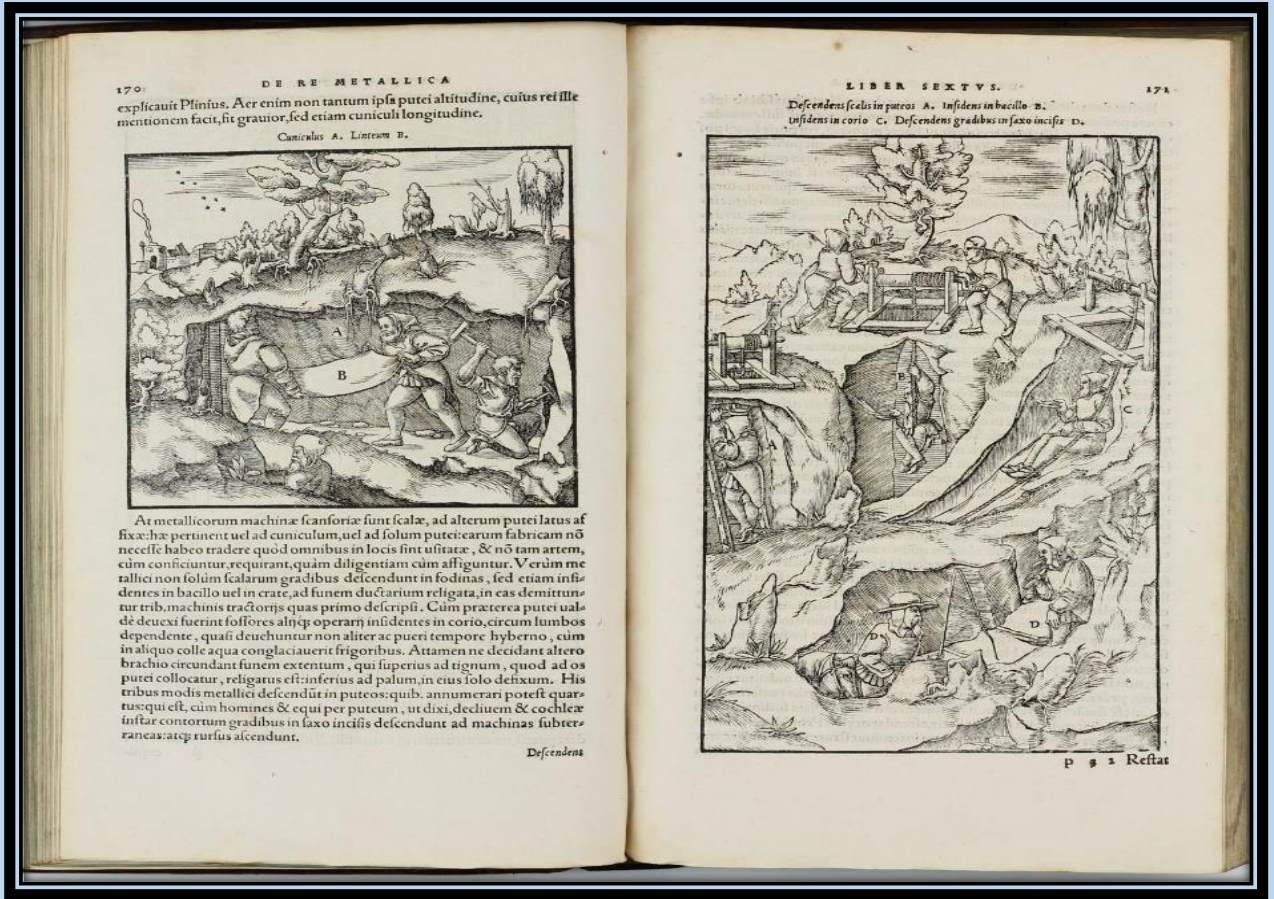 170 DE RE METALLICA
explicauit Plinius. Aer enim non tantum ipſa putei altitudine, cuius rei ille
mentionem facit, fit grauior, ſed etiam cuniculi longitudine.
Cuniculus A. Linteum B.
A
B
At metallicorum machinæ ſcanſoriæ ſunt ſcalæ, ad alterum putei latus af
fixæ: hæ pertinent uel ad cuniculum, uel ad ſolum putei: earum fabricam nõ
neceſſe habeo tradere quòd omnibus in locis ſint uſitatæ, & nõ tam artem,
cùm conficiuntur, requirant, quàm diligentiam cùm affiguntur. Verùm me
tallici non ſolùm ſcalarum gradibus deſcendunt in fodinas, ſed etiam inſi-
dentes in bacillo uel in crate, ad funem ductarium religata, in eas demittun-
tur trib. machinis tractorijs quas primo deſcripſi. Cùm præterea putei ual-
dè deuexi fuerint foſſores alijq; operarij inſidentes in corio, circum lumbos
dependente, quaſi deuehuntur non aliter ac pueri tempore hyberno, cùm
in aliquo colle aqua conglaciauerit frigoribus. Attamen ne decidant altero
brachio circundant funem extentum, qui ſuperius ad tignum, quod ad os
putei collocatur, religatus eſt: inferius ad palum, in eius ſolo defixum. His
tribus modis metallici deſcendũt in puteos: quib. annumerari poteſt quar-
tus: qui eſt, cùm homines & equi per puteum, ut dixi, decliuem & cochleæ
inſtar contortum gradibus in ſaxo inciſis deſcendunt ad machinas ſubter-
raneas: atq; rurſus aſcendunt.
Deſcendens
LIBER SEXTVS. 171
Deſcendens ſcalis in puteos A. Inſidens in bacillo B.
Inſidens in corio C. Deſcendens gradibus in ſaxo inciſis D.
B
C
A
D
D
p 2 Reſtat